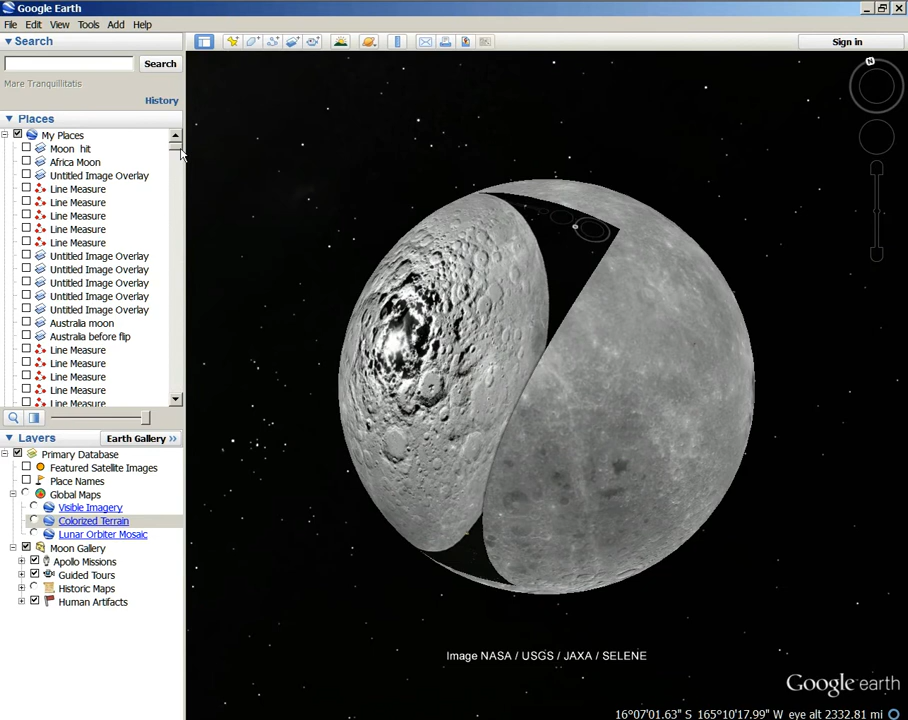 Google Earth
File Edit View Tools Add Help
Search
Search
Mare Tranquillitatis
History
Sign in
N
Places
My Places
Moon hit
Africa Moon
Untitled Image Overlay
Line Measure
Line Measure
Line Measure
Line Measure
Line Measure
Untitled Image Overlay
Untitled Image Overlay
Untitled Image Overlay
Untitled Image Overlay
Untitled Image Overlay
Australia moon
Australia before flip
Line Measure
Line Measure
Line Measure
Line Measure
Line Measure
Layers
Earth Gallery »
Primary Database
Featured Satellite Images
Place Names
Global Maps
Visible Imagery
Colorized Terrain
Lunar Orbiter Mosaic
Moon Gallery
Apollo Missions
Guided Tours
Historic Maps
Human Artifacts
Image NASA / USGS / JAXA / SELENE
Google earth
16°07'01.63" S 165°10'17.99" W eye alt 2332.81 mi